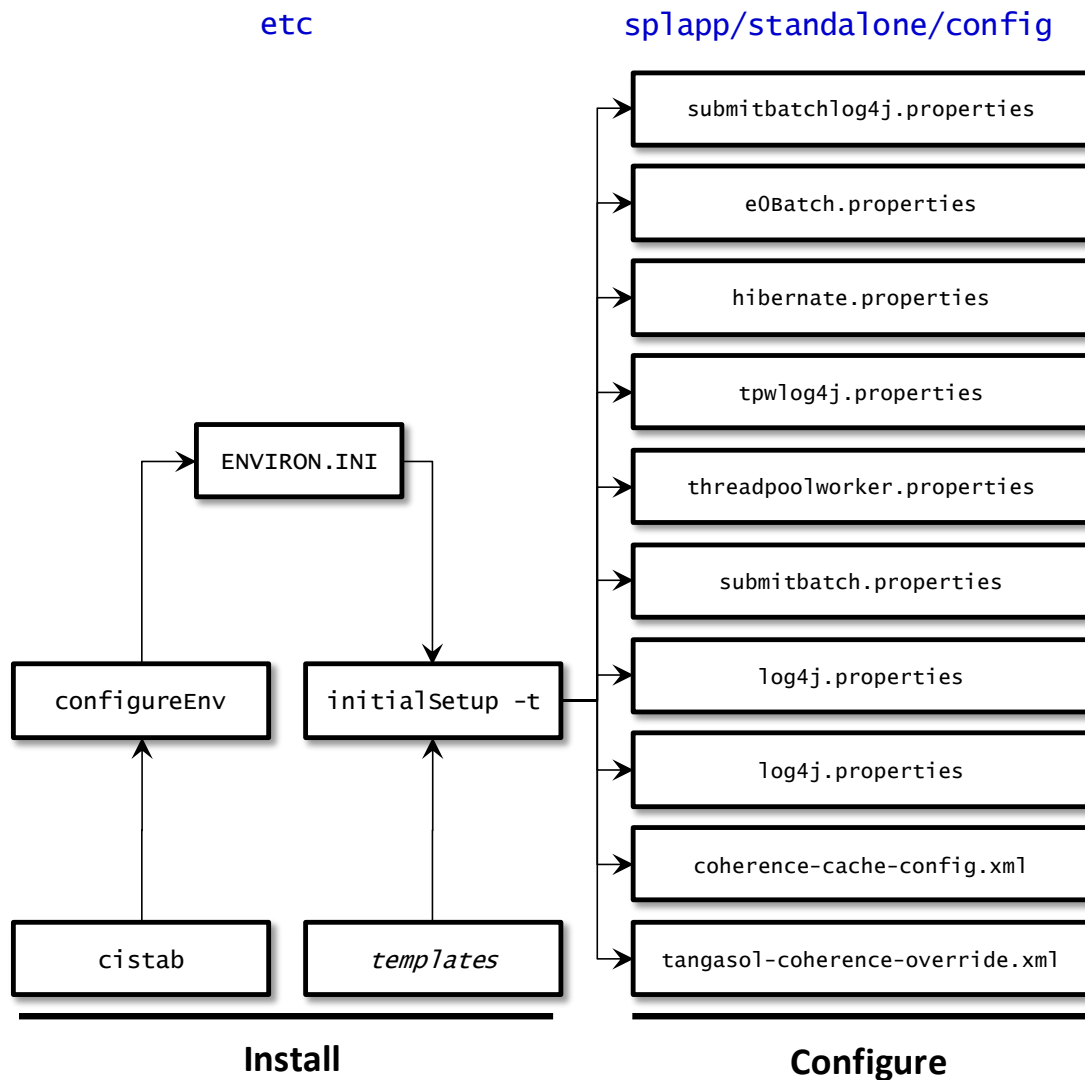 etc
splapp/standalone/config
submitbatchlog4j.properties
e0Batch.properties
hibernate.properties
tpwlog4j.properties
ENVIRON.INI
threadpoolworker.properties
submitbatch.properties
configureEnv
initialSetup -t
log4j.properties
log4j.properties
coherence-cache-config.xml
cistab
templates
tangasol-coherence-override.xml
Install
Configure